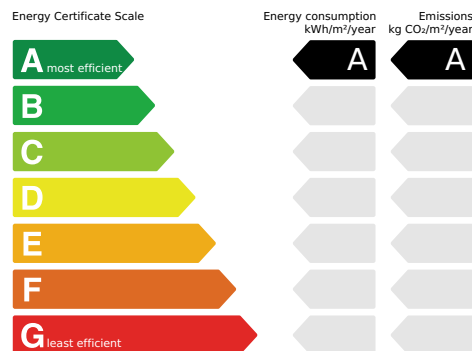 Energy Certificate Scale
Energy consumption
kWh/m²/year
Emissions
kg CO₂/m²/year
A most efficient
A
A
B
C
D
E
F
G least efficient